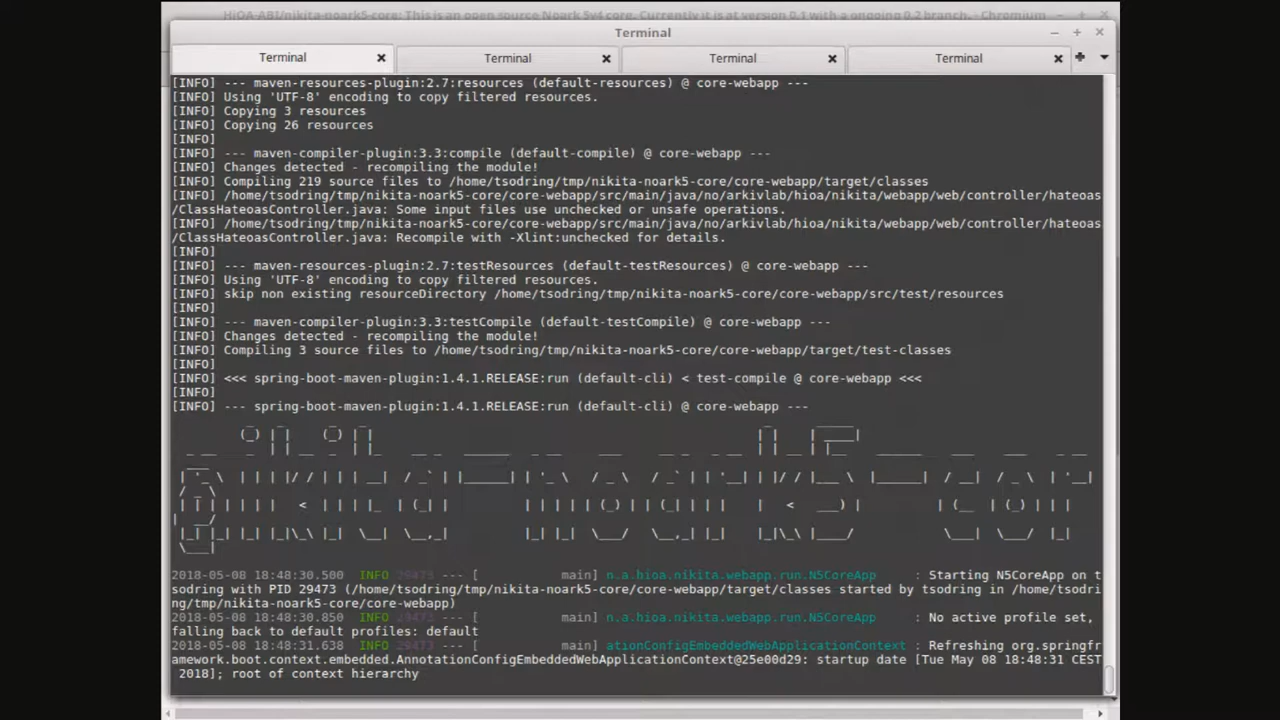 HiOA-ABI/nikita-noark5-core: This is an open source Noark 5v4 core. Currently it is at version 0.1 with a ongoing 0.2 branch. - Chromium
Terminal
Terminal Terminal Terminal Terminal
[INFO] --- maven-resources-plugin:2.7:resources (default-resources) @ core-webapp ---
[INFO] Using 'UTF-8' encoding to copy filtered resources.
[INFO] Copying 3 resources
[INFO] Copying 26 resources
[INFO]
[INFO] --- maven-compiler-plugin:3.3:compile (default-compile) @ core-webapp ---
[INFO] Changes detected - recompiling the module!
[INFO] Compiling 219 source files to /home/tsodring/tmp/nikita-noark5-core/core-webapp/target/classes
[INFO] /home/tsodring/tmp/nikita-noark5-core/core-webapp/src/main/java/no/arkivlab/hioa/nikita/webapp/web/controller/hateoas
/ClassHateoasController.java: Some input files use unchecked or unsafe operations.
[INFO] /home/tsodring/tmp/nikita-noark5-core/core-webapp/src/main/java/no/arkivlab/hioa/nikita/webapp/web/controller/hateoas
/ClassHateoasController.java: Recompile with -Xlint:unchecked for details.
[INFO]
[INFO] --- maven-resources-plugin:2.7:testResources (default-testResources) @ core-webapp ---
[INFO] Using 'UTF-8' encoding to copy filtered resources.
[INFO] skip non existing resourceDirectory /home/tsodring/tmp/nikita-noark5-core/core-webapp/src/test/resources
[INFO]
[INFO] --- maven-compiler-plugin:3.3:testCompile (default-testCompile) @ core-webapp ---
[INFO] Changes detected - recompiling the module!
[INFO] Compiling 3 source files to /home/tsodring/tmp/nikita-noark5-core/core-webapp/target/test-classes
[INFO]
[INFO] <<< spring-boot-maven-plugin:1.4.1.RELEASE:run (default-cli) < test-compile @ core-webapp <<<
[INFO]
[INFO] --- spring-boot-maven-plugin:1.4.1.RELEASE:run (default-cli) @ core-webapp ---
nikita-noark5-cor
2018-05-08 18:48:30.500 INFO 29473 --- [ main] n.a.hioa.nikita.webapp.run.N5CoreApp : Starting N5CoreApp on t
sodring with PID 29473 (/home/tsodring/tmp/nikita-noark5-core/core-webapp/target/classes started by tsodring in /home/tsodri
ng/tmp/nikita-noark5-core/core-webapp)
2018-05-08 18:48:30.850 INFO 29473 --- [ main] n.a.hioa.nikita.webapp.run.N5CoreApp : No active profile set,
falling back to default profiles: default
2018-05-08 18:48:31.638 INFO 29473 --- [ main] ationConfigEmbeddedWebApplicationContext : Refreshing org.springfr
amework.boot.context.embedded.AnnotationConfigEmbeddedWebApplicationContext@25e00d29: startup date [Tue May 08 18:48:31 CEST
2018]; root of context hierarchy